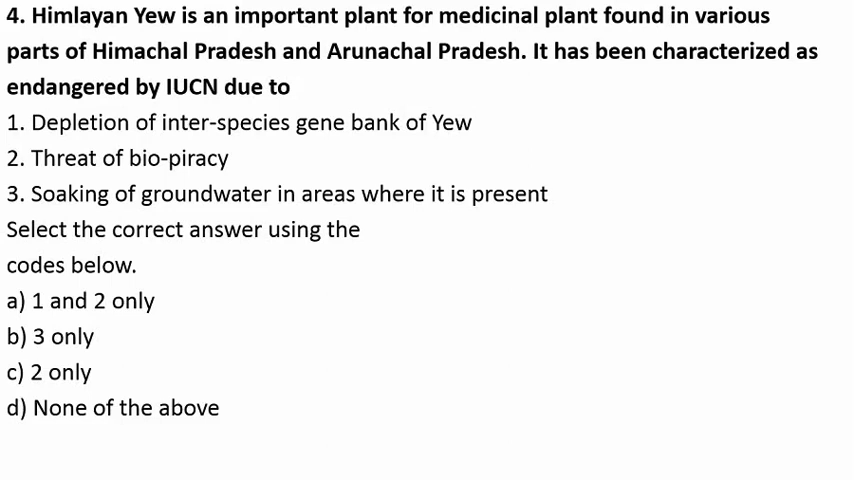 4. Himlayan Yew is an important plant for medicinal plant found in various
parts of Himachal Pradesh and Arunachal Pradesh. It has been characterized as
endangered by IUCN due to
1. Depletion of inter-species gene bank of Yew
2. Threat of bio-piracy
3. Soaking of groundwater in areas where it is present
Select the correct answer using the
codes below.
a) 1 and 2 only
b) 3 only
c) 2 only
d) None of the above